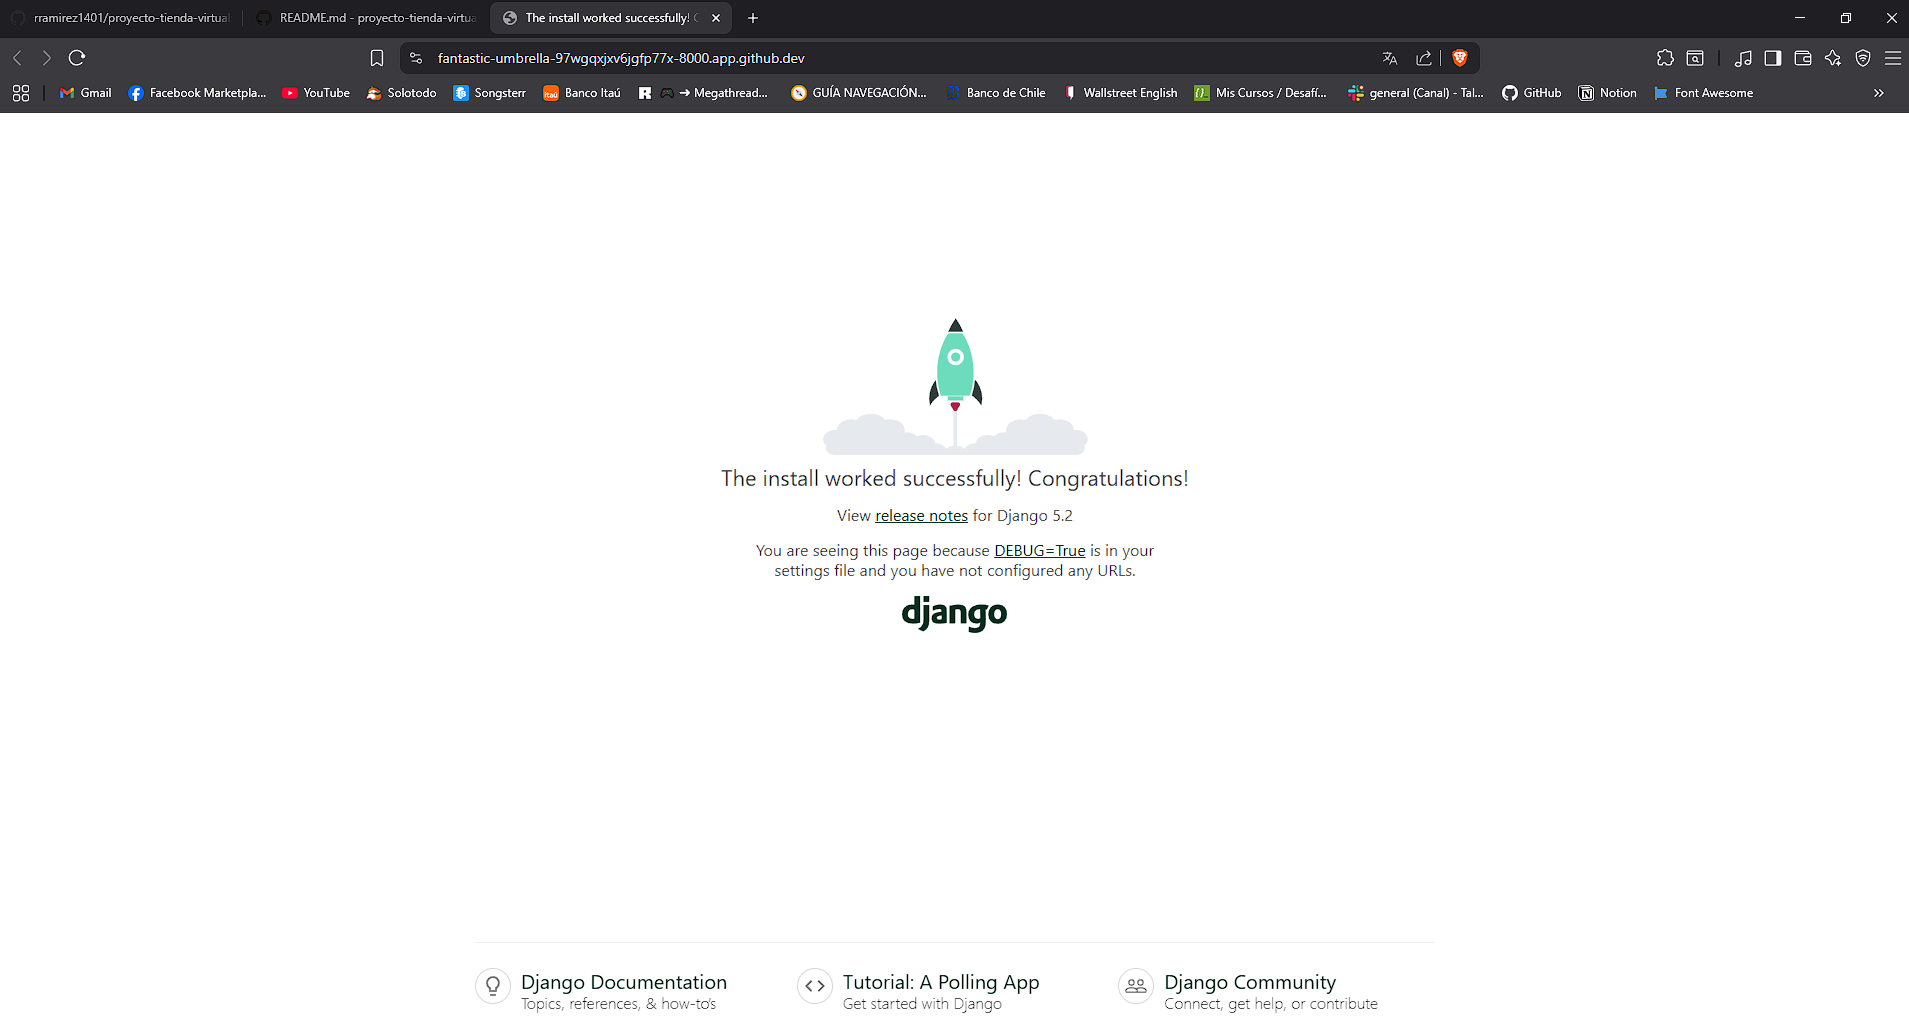 rramirez1401/proyecto-tienda-virtual
README.md - proyecto-tienda-virtua
The install worked successfully! C
fantastic-umbrella-97wgqxjxv6jgfp77x-8000.app.github.dev
Gmail
Facebook Marketpla...
YouTube
Solotodo
Songsterr
Banco Itaú
→ Megathread...
GUÍA NAVEGACIÓN...
Banco de Chile
Wallstreet English
Mis Cursos / Desafí...
general (Canal) - Tal...
GitHub
Notion
Font Awesome
The install worked successfully! Congratulations!
View release notes for Django 5.2
You are seeing this page because DEBUG=True is in your
settings file and you have not configured any URLs.
django
Django Documentation
Topics, references, & how-to's
Tutorial: A Polling App
Get started with Django
Django Community
Connect, get help, or contribute